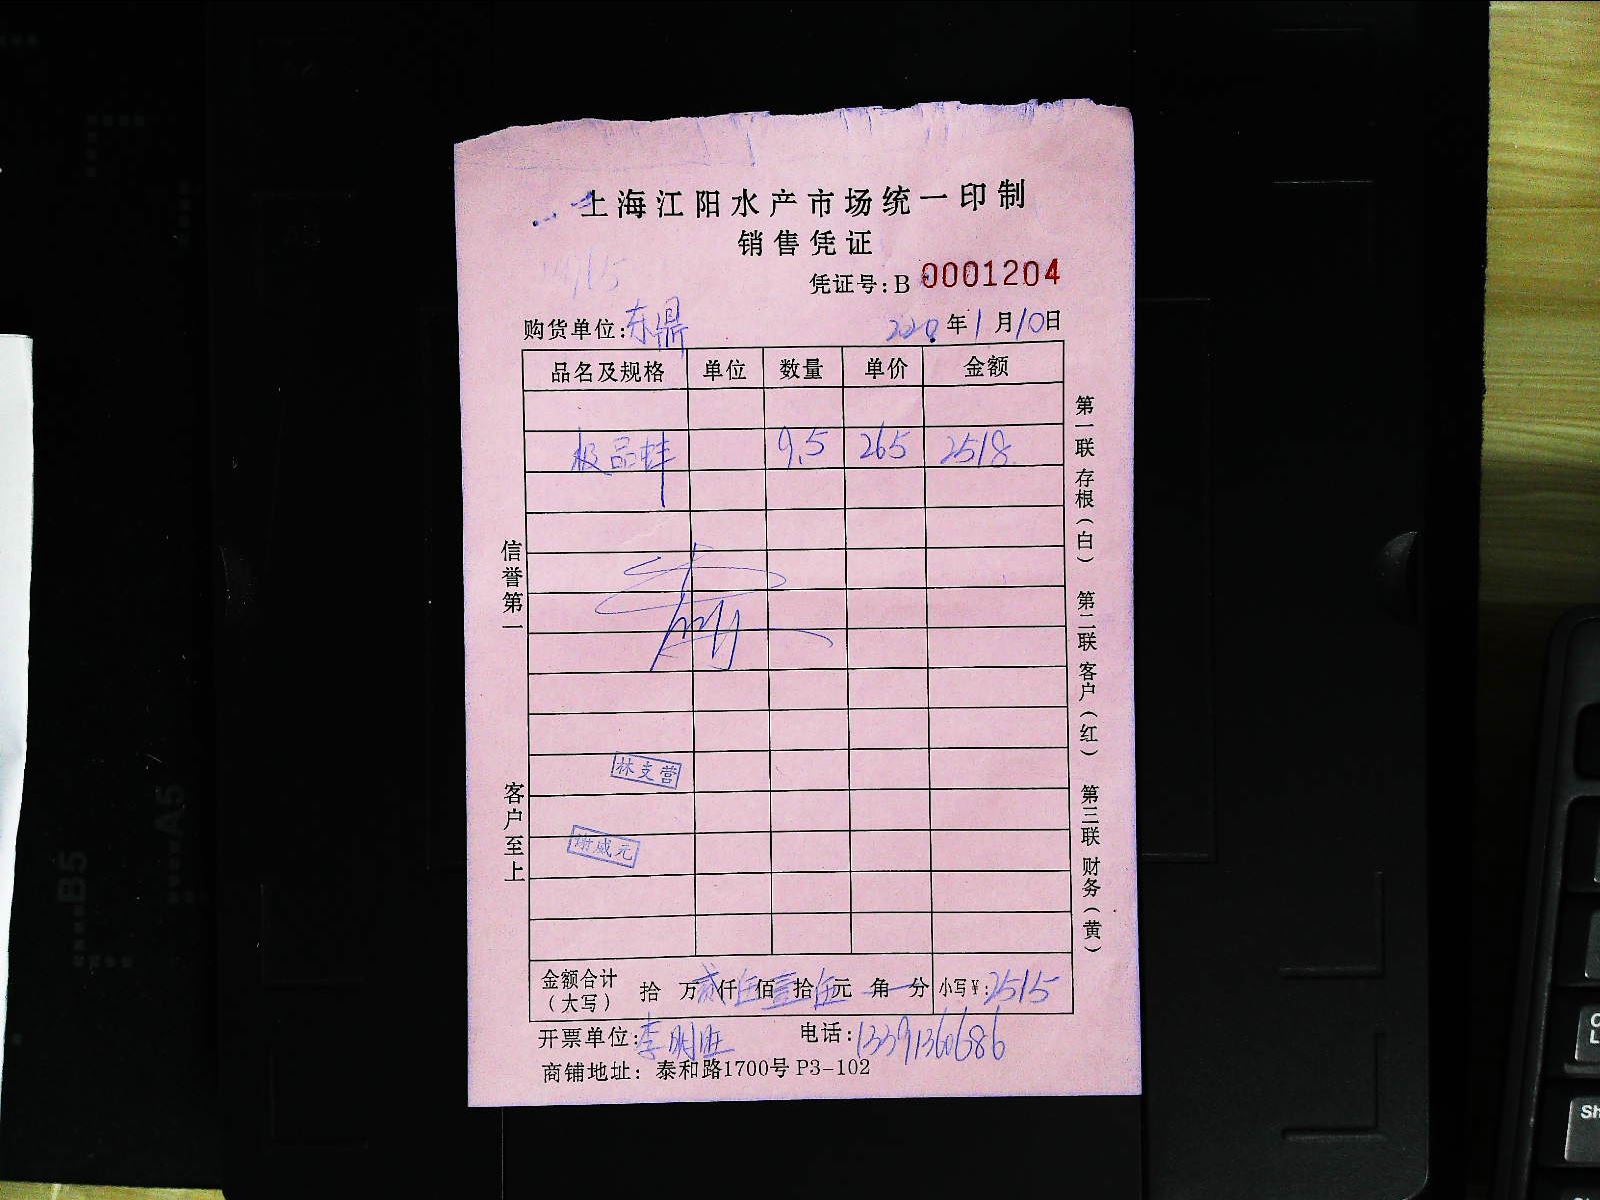 上海江阳水产市场统一印制
销售凭证
凭证号：B 0001204
购货单位：东鼎 2020年1月10日
品名及规格 单位 数量 单价 金额
极品蚌 9.5 265 2518
信誉第一
客户至上
第一联 存根（白） 第二联 客户（红） 第三联 财务（黄）
林支营
谢威元
金额合计（大写） 拾 万贰仟伍佰壹拾伍元 角 分 小写¥：2515
开票单位：李明旺 电话：13391360686
商铺地址：泰和路1700号 P3-102
B5
A5